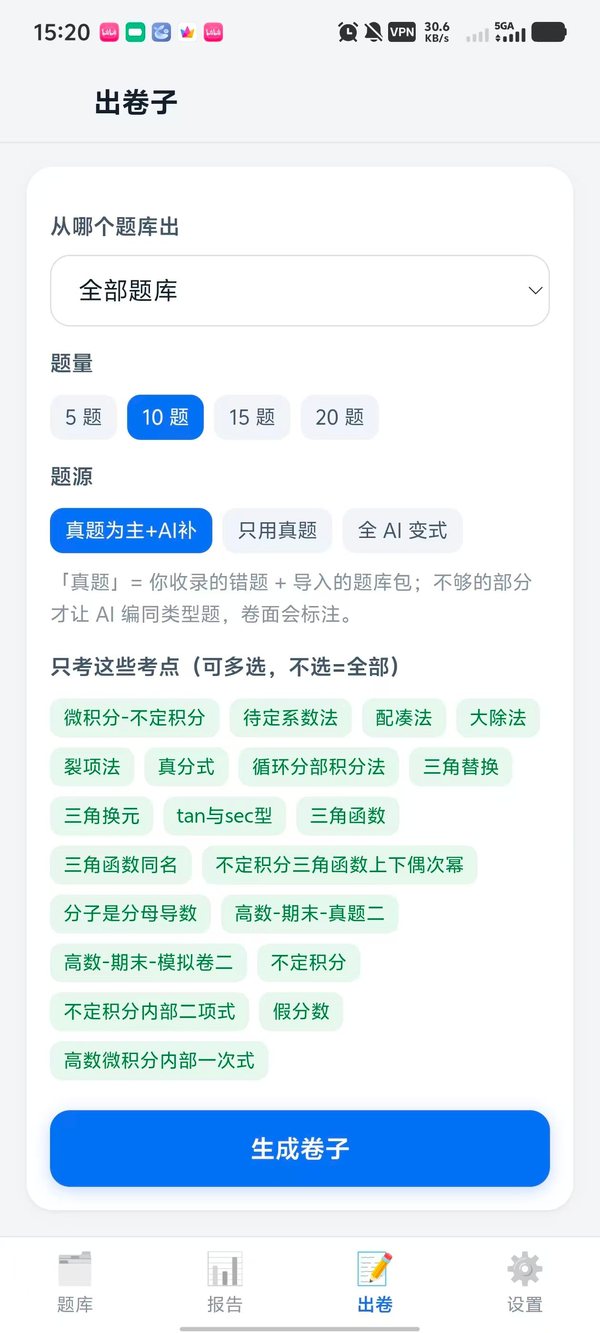 15:20 VPN 30.6 KB/s 5GA
出卷子
从哪个题库出
全部题库
题量
5 题 10 题 15 题 20 题
题源
真题为主+AI补 只用真题 全 AI 变式
「真题」= 你收录的错题 + 导入的题库包；不够的部分
才让 AI 编同类型题，卷面会标注。
只考这些考点（可多选，不选=全部）
微积分-不定积分 待定系数法 配凑法 大除法
裂项法 真分式 循环分部积分法 三角替换
三角换元 tan与sec型 三角函数
三角函数同名 不定积分三角函数上下偶次幂
分子是分母导数 高数-期末-真题二
高数-期末-模拟卷二 不定积分
不定积分内部二项式 假分数
高数微积分内部一次式
生成卷子
题库 报告 出卷 设置